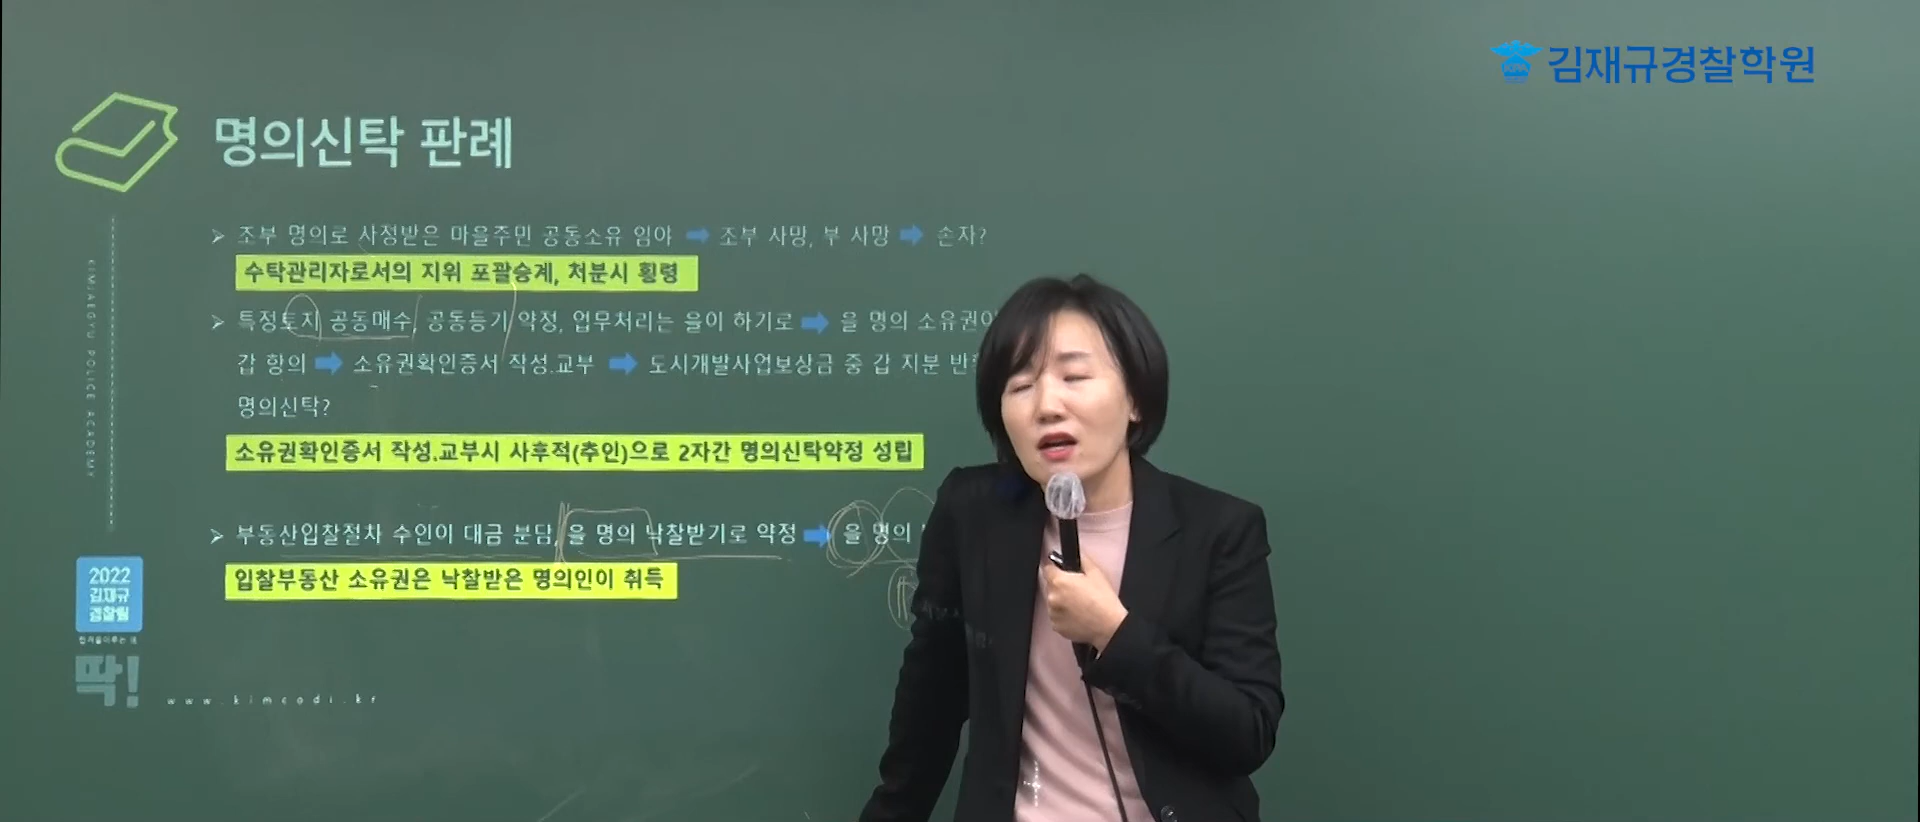 김재규경찰학원
명의신탁 판례
➢ 조부 명의로 사정받은 마을주민 공동소유 임야 ➡ 조부 사망, 부 사망 ➡ 손자?
수탁관리자로서의 지위 포괄승계, 처분시 횡령
➢ 특정토지 공동매수, 공동등기 약정, 업무처리는 을이 하기로 ➡ 을 명의 소유권이
갑 항의 ➡ 소유권확인증서 작성.교부 ➡ 도시개발사업보상금 중 갑 지분
명의신탁?
소유권확인증서 작성.교부시 사후적(추인)으로 2자간 명의신탁약정 성립
➢ 부동산입찰절차 수인이 대금 분담, 을 명의 낙찰받기로 약정 ➡ 을 명의
입찰부동산 소유권은 낙찰받은 명의인이 취득
KIMJAEGYU POLICE ACADEMY
2022
김재규
경찰팀
딱!
www.kimcodi.kr